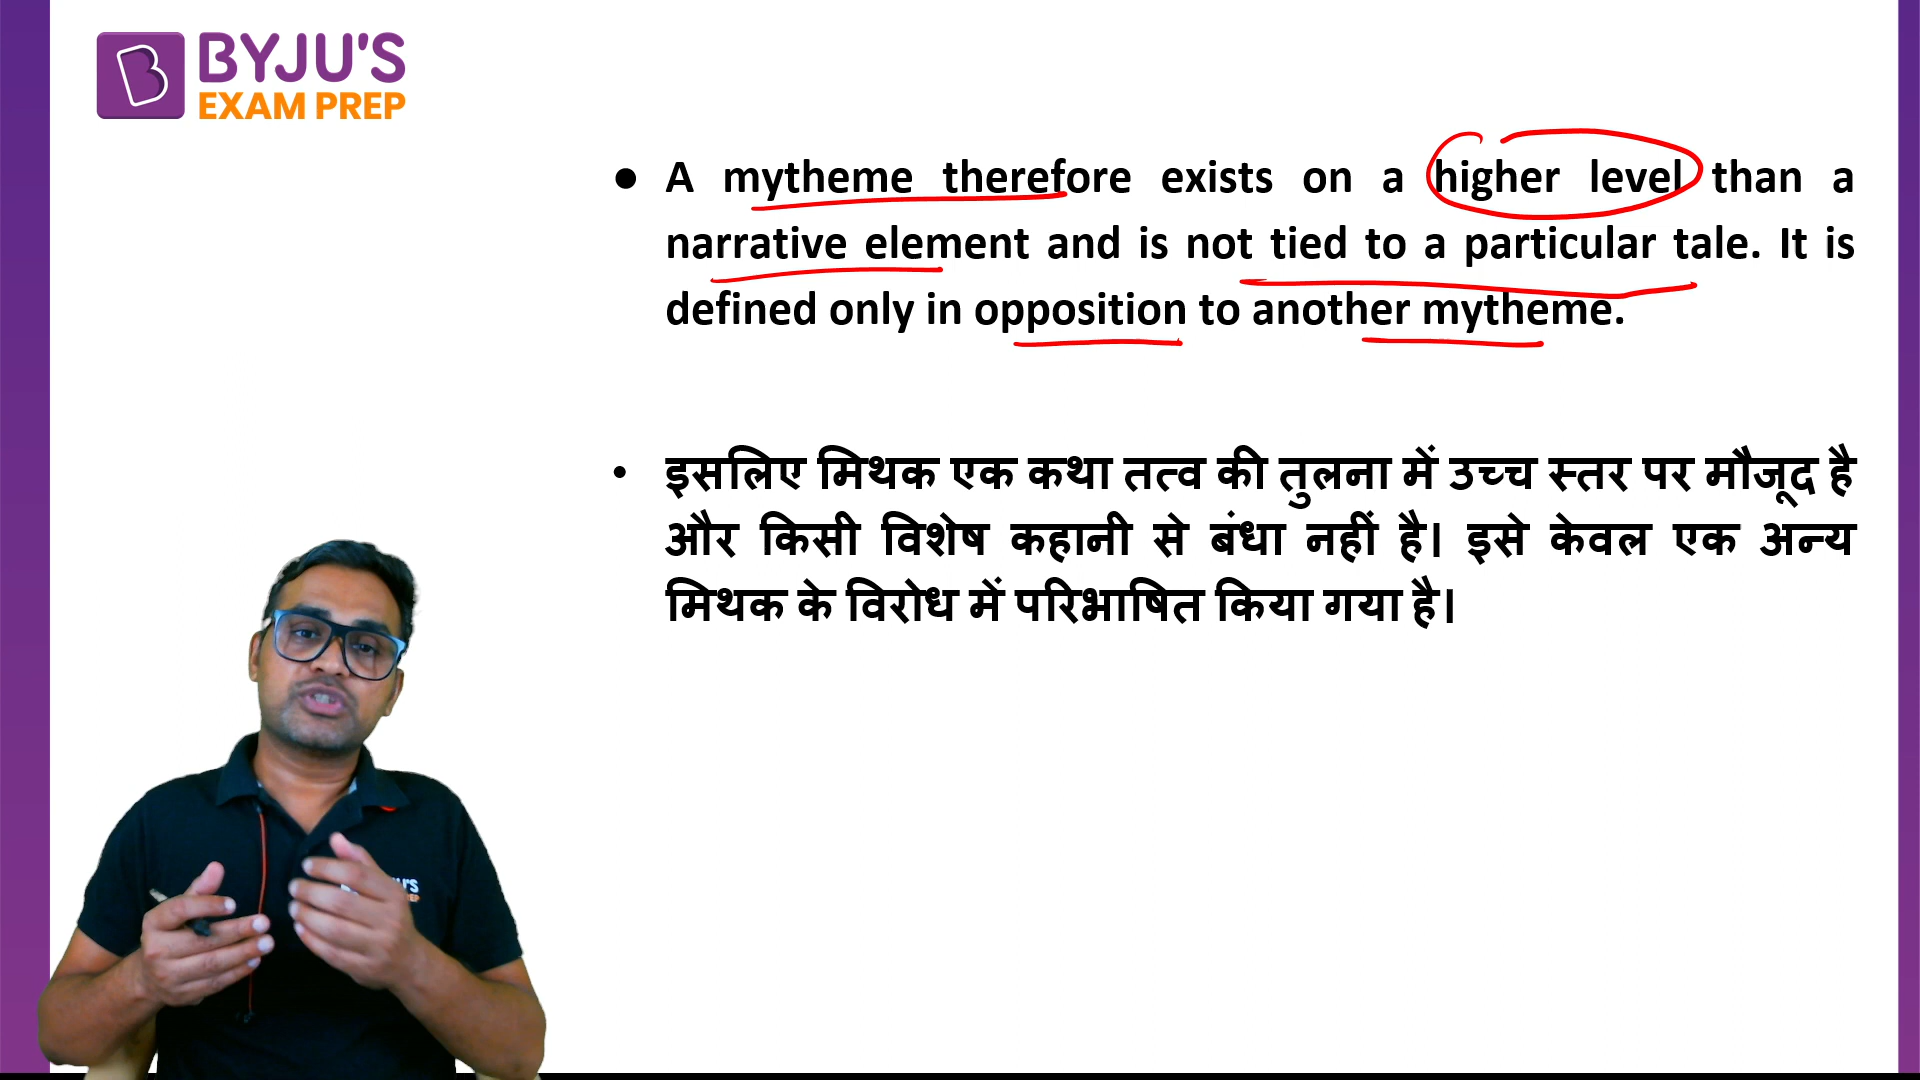 BYJU'S
EXAM PREP
● A mytheme therefore exists on a higher level than a
narrative element and is not tied to a particular tale. It is
defined only in opposition to another mytheme.
• इसलिए मिथक एक कथा तत्व की तुलना में उच्च स्तर पर मौजूद है
और किसी विशेष कहानी से बंधा नहीं है। इसे केवल एक अन्य
मिथक के विरोध में परिभाषित किया गया है।